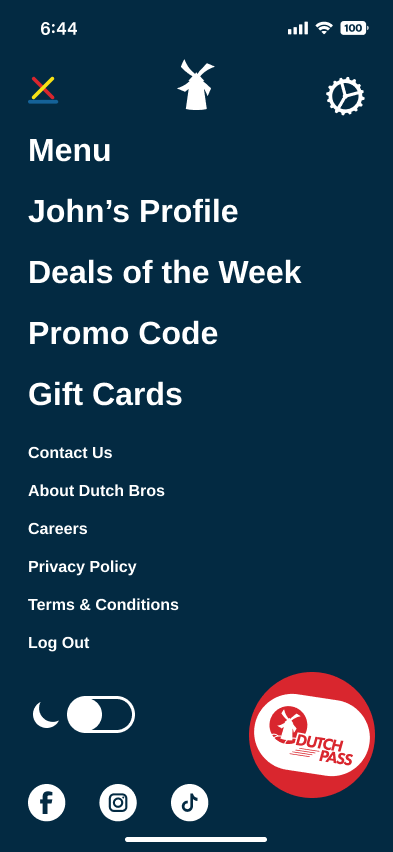 6:44
100
Menu
John’s Profile
Deals of the Week
Promo Code
Gift Cards
Contact Us
About Dutch Bros
Careers
Privacy Policy
Terms & Conditions
Log Out
DUTCH
PASS